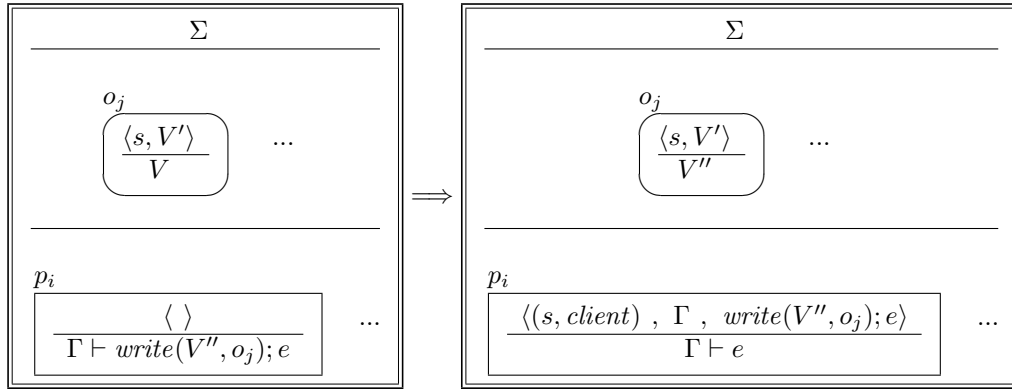 Σ Σ
o_j o_j
⟨s, V′⟩ ... ⟨s, V′⟩ ...
V V″
⟹
p_i p_i
⟨ ⟩ ... ⟨(s, client) , Γ , write(V″, o_j); e⟩ ...
Γ ⊢ write(V″, o_j); e Γ ⊢ e